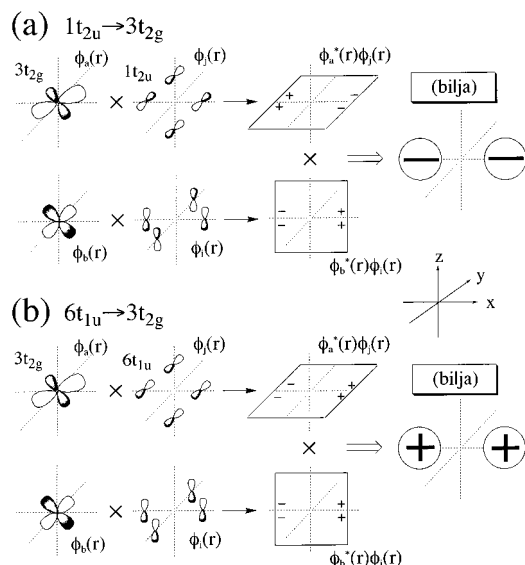 (a) 1t₂ᵤ→3t₂g
ϕₐ(r) ϕⱼ(r) ϕₐ*(r)ϕⱼ(r)
3t₂g 1t₂ᵤ (bilja)
× + + − −
× ⇒ − −
× − − + +
ϕb(r) ϕᵢ(r) ϕb*(r)ϕᵢ(r)
z
y
x
(b) 6t₁ᵤ→3t₂g
ϕₐ(r) ϕⱼ(r) ϕₐ*(r)ϕⱼ(r)
3t₂g 6t₁ᵤ (bilja)
× − − + +
× ⇒ + +
× − − + +
ϕb(r) ϕᵢ(r)
ϕb*(r)ϕᵢ(r)